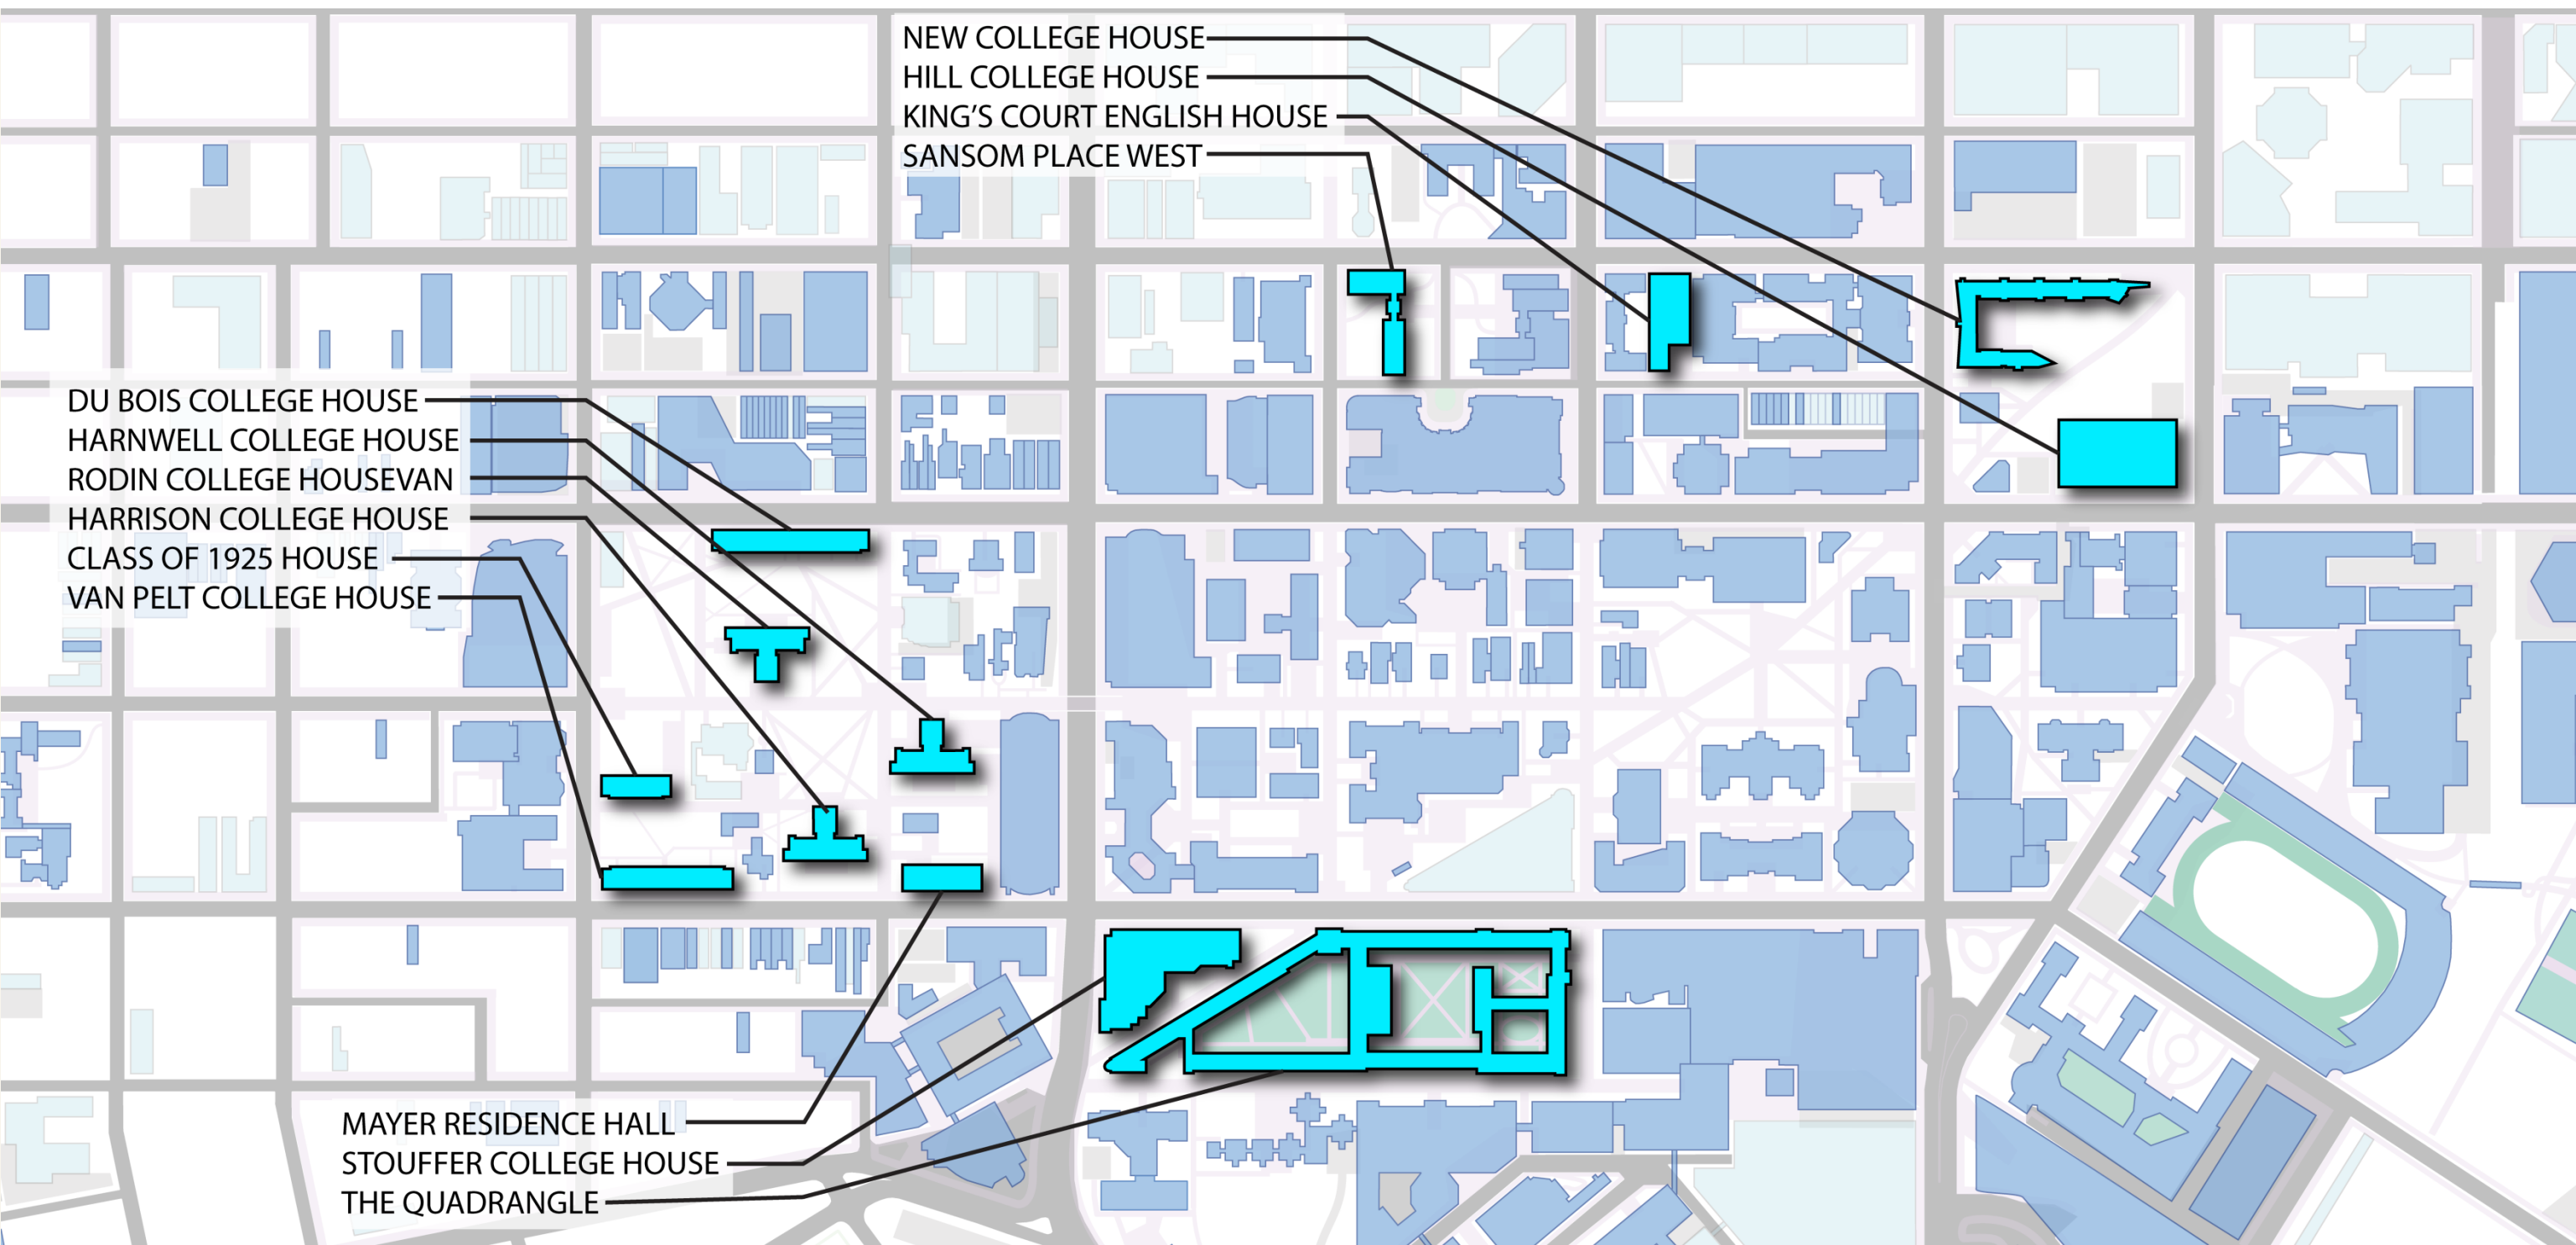 NEW COLLEGE HOUSE
HILL COLLEGE HOUSE
KING'S COURT ENGLISH HOUSE
SANSOM PLACE WEST
DU BOIS COLLEGE HOUSE
HARNWELL COLLEGE HOUSE
RODIN COLLEGE HOUSEVAN
HARRISON COLLEGE HOUSE
CLASS OF 1925 HOUSE
VAN PELT COLLEGE HOUSE
MAYER RESIDENCE HALL
STOUFFER COLLEGE HOUSE
THE QUADRANGLE